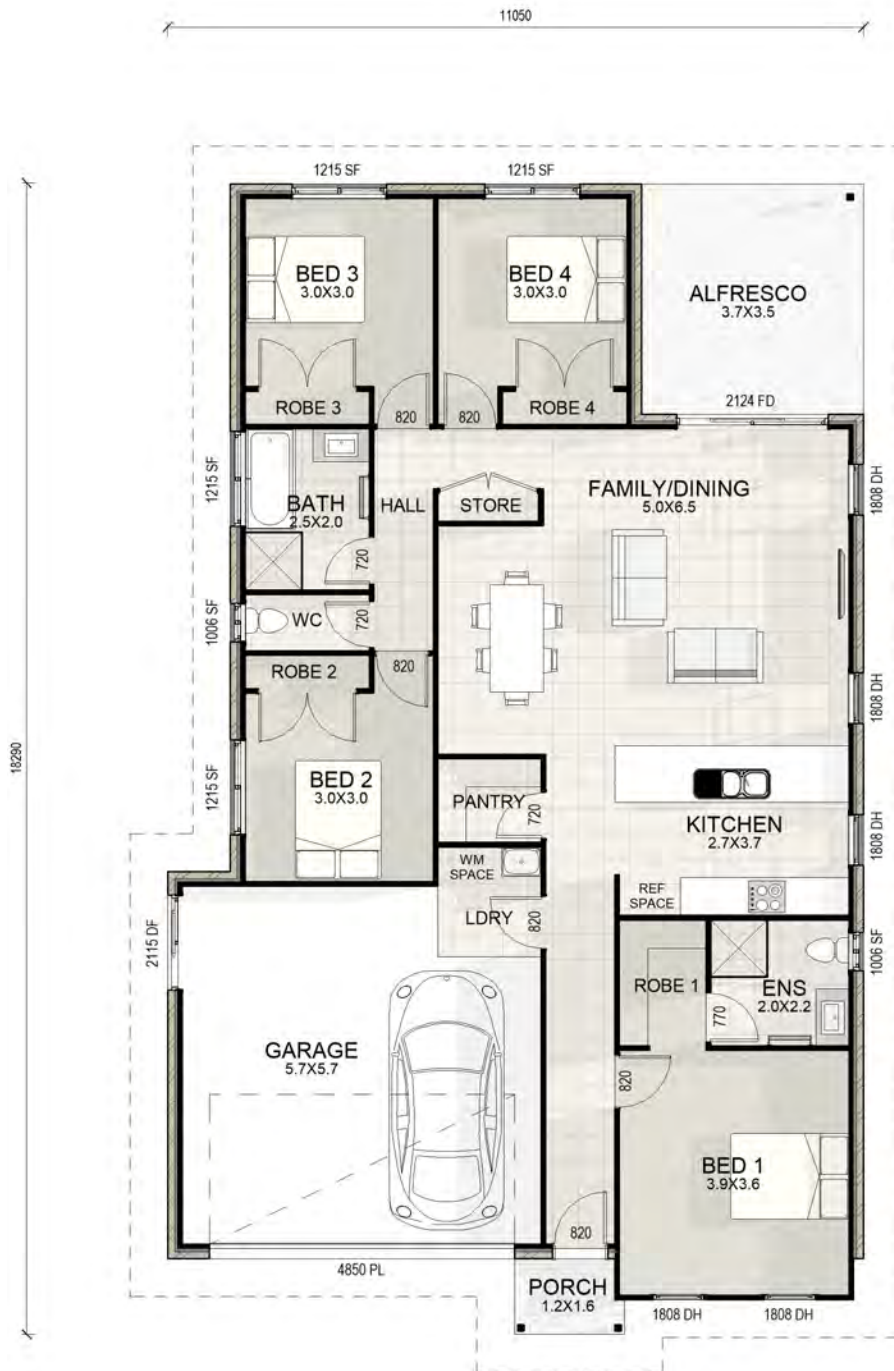 11050
1215 SF
1215 SF
18290
BED 3
3.0X3.0
BED 4
3.0X3.0
ALFRESCO
3.7X3.5
ROBE 3
820
820
ROBE 4
2124 FD
1215 SF
BATH
2.5X2.0
HALL
STORE
FAMILY/DINING
5.0X6.5
1808 DH
720
1006 SF
WC
720
ROBE 2
820
1808 DH
1215 SF
BED 2
3.0X3.0
PANTRY
720
KITCHEN
2.7X3.7
1808 DH
WM
SPACE
LDRY
820
REF
SPACE
2115 DF
ROBE 1
ENS
2.0X2.2
770
1006 SF
GARAGE
5.7X5.7
820
BED 1
3.9X3.6
820
4850 PL
PORCH
1.2X1.6
1808 DH
1808 DH